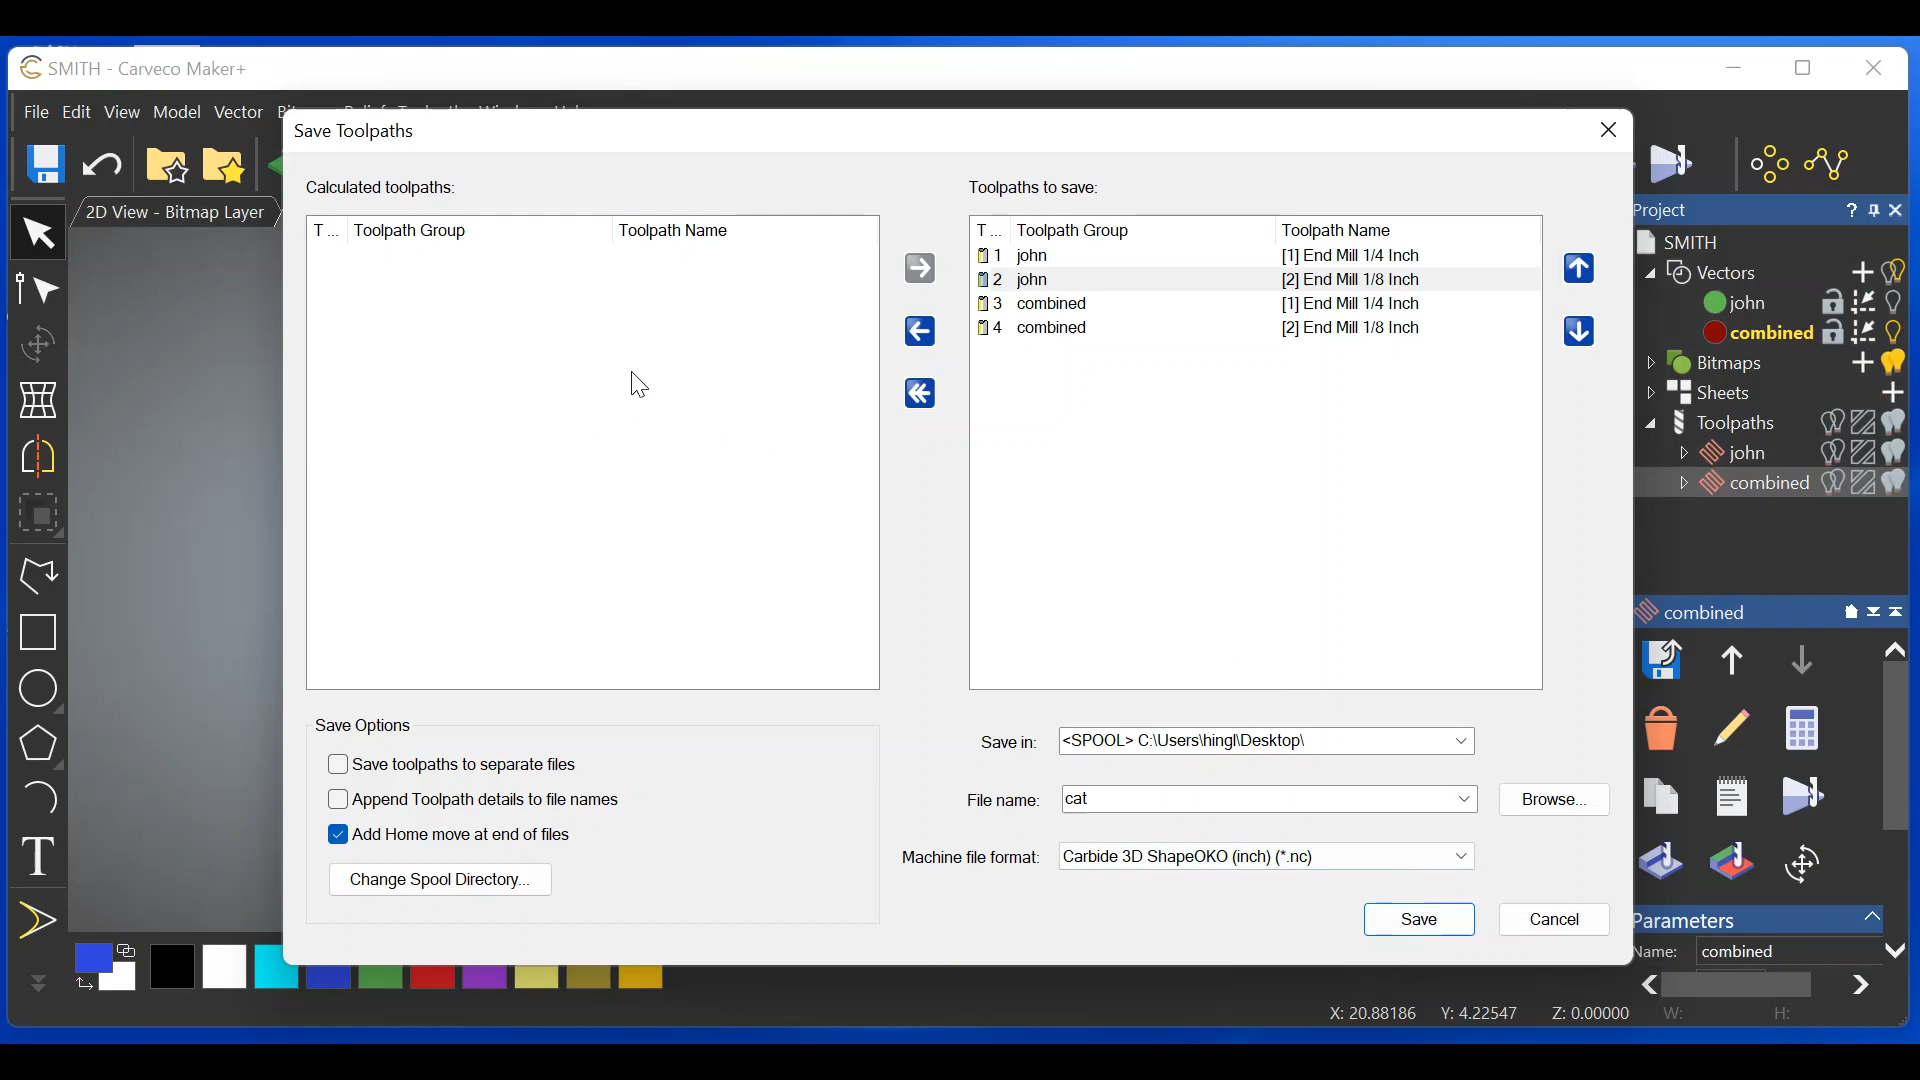 SMITH - Carveco Maker+
File Edit View Model Vector
Save Toolpaths
2D View - Bitmap Layer
Calculated toolpaths:
T ... Toolpath Group Toolpath Name
Toolpaths to save:
T ... Toolpath Group Toolpath Name
1 john [1] End Mill 1/4 Inch
2 john [2] End Mill 1/8 Inch
3 combined [1] End Mill 1/4 Inch
4 combined [2] End Mill 1/8 Inch
Save Options
Save toolpaths to separate files
Append Toolpath details to file names
Add Home move at end of files
Change Spool Directory...
Save in: <SPOOL> C:\Users\hingl\Desktop\
File name: cat
Browse...
Machine file format: Carbide 3D ShapeOKO (inch) (*.nc)
Save
Cancel
Project
SMITH
Vectors
john
combined
Bitmaps
Sheets
Toolpaths
john
combined
combined
Parameters
Name: combined
X: 20.88186 Y: 4.22547 Z: 0.00000 W: H: